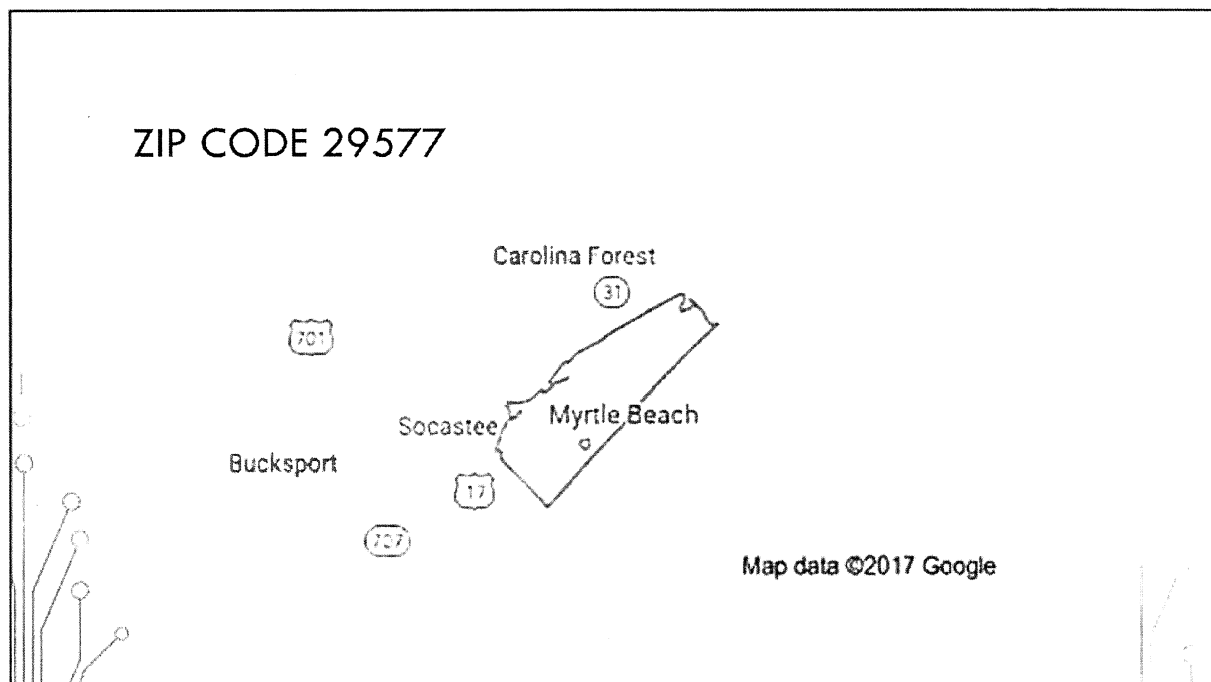 ZIP CODE 29577
Carolina Forest
31
701
Myrtle Beach
Socastee
Bucksport
17
707
Map data ©2017 Google